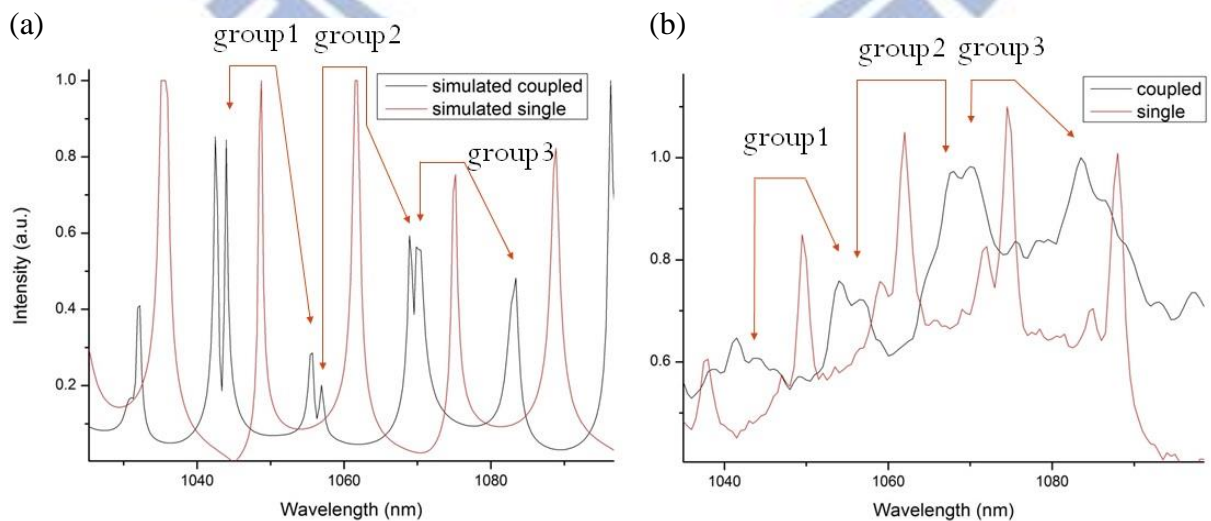 (a)
group1
group2
simulated coupled
simulated single
group3
1.0
0.8
0.6
0.4
0.2
Intensity (a.u.)
1040
1060
1080
Wavelength (nm)
(b)
group2
group3
coupled
single
group1
1.0
0.8
0.6
1040
1060
1080
Wavelength (nm)